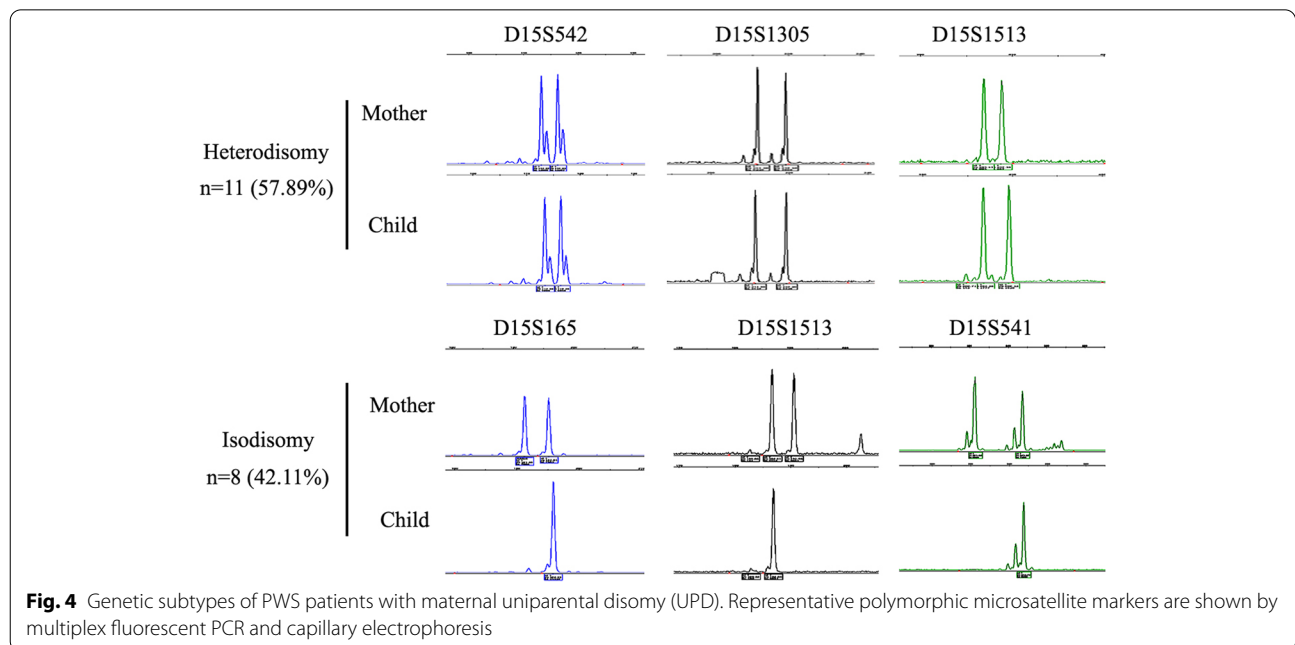 D15S542 D15S1305 D15S1513
Mother
Heterodisomy
n=11 (57.89%)
Child
D15S165 D15S1513 D15S541
Mother
Isodisomy
n=8 (42.11%)
Child
Fig. 4 Genetic subtypes of PWS patients with maternal uniparental disomy (UPD). Representative polymorphic microsatellite markers are shown by
multiplex fluorescent PCR and capillary electrophoresis